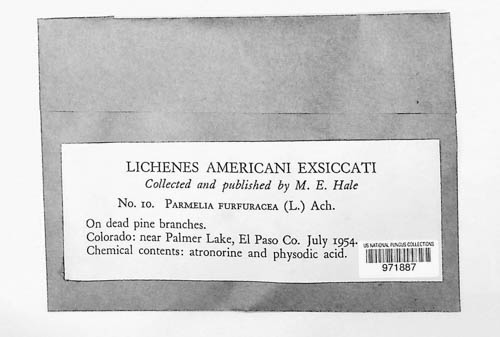 LICHENES AMERICANI EXSICCATI
Collected and published by M. E. Hale
No. 10. PARMELIA FURFURACEA (L.) Ach.
On dead pine branches.
Colorado: near Palmer Lake, El Paso Co. July 1954.
Chemical contents: atronorine and physodic acid.
US NATIONAL FUNGUS COLLECTIONS
971887